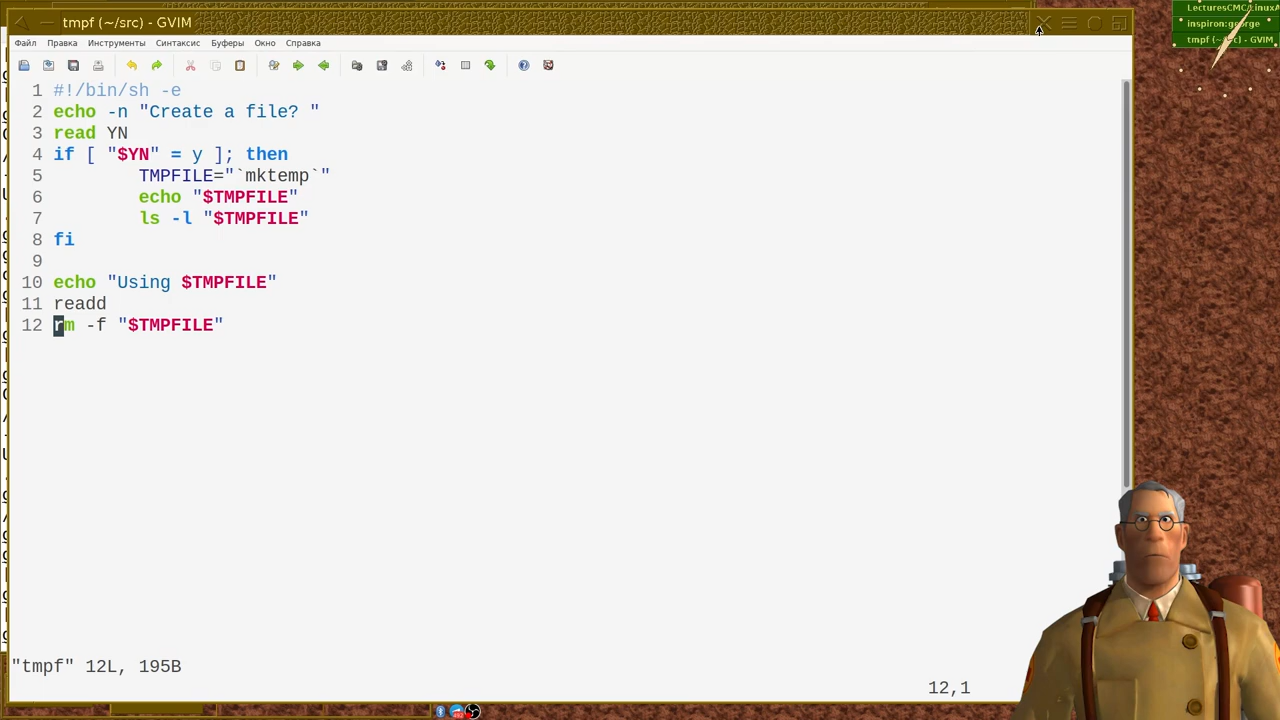 tmpf (~/src) - GVIM
Файл Правка Инструменты Синтаксис Буферы Окно Справка
1 #!/bin/sh -e
2 echo -n "Create a file? "
3 read YN
4 if [ "$YN" = y ]; then
5 TMPFILE="`mktemp`"
6 echo "$TMPFILE"
7 ls -l "$TMPFILE"
8 fi
9
10 echo "Using $TMPFILE"
11 readd
12 rm -f "$TMPFILE"
"tmpf" 12L, 195B
12,1
LecturesCMC/LinuxA
inspiron:george
tmpf (~/src) - GVIM